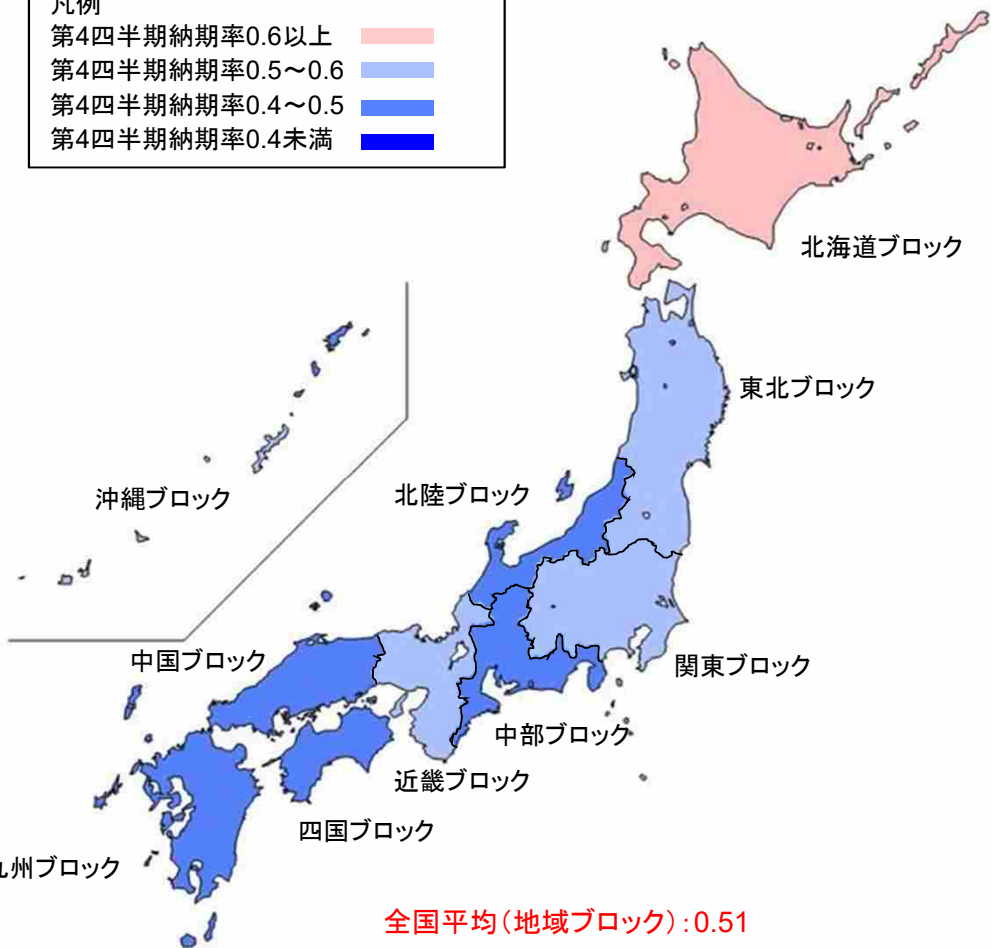 凡例
第4四半期納期率0.6以上
第4四半期納期率0.5～0.6
第4四半期納期率0.4～0.5
第4四半期納期率0.4未満
北海道ブロック
東北ブロック
沖縄ブロック
北陸ブロック
中国ブロック
関東ブロック
中部ブロック
近畿ブロック
四国ブロック
九州ブロック
全国平均(地域ブロック):0.51